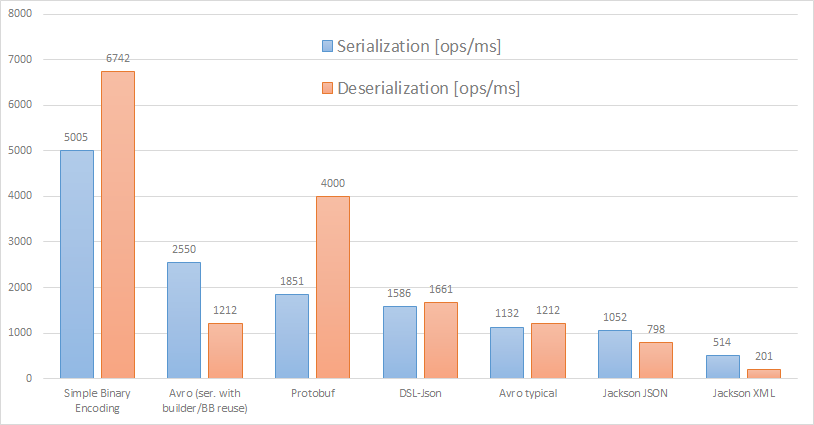 8000
7000
6000
5000
4000
3000
2000
1000
0
Serialization [ops/ms]
Deserialization [ops/ms]
5005
6742
2550
1212
1851
4000
1586
1661
1132
1212
1052
798
514
201
Simple Binary
Encoding
Avro (ser. with
builder/BB reuse)
Protobuf
DSL-Json
Avro typical
Jackson JSON
Jackson XML